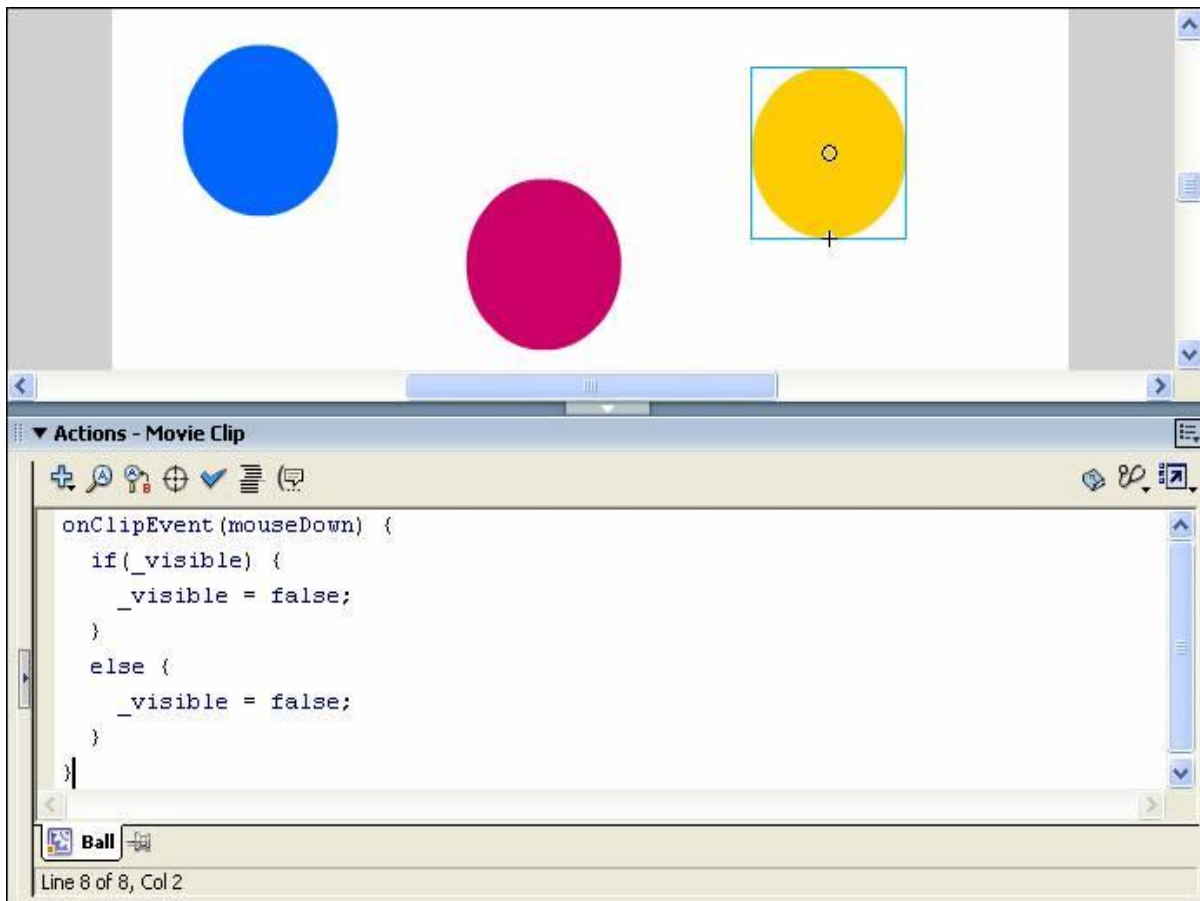 Actions - Movie Clip
onClipEvent(mouseDown) {
if(_visible) {
_visible = false;
}
else {
_visible = false;
}
}
Ball
Line 8 of 8, Col 2